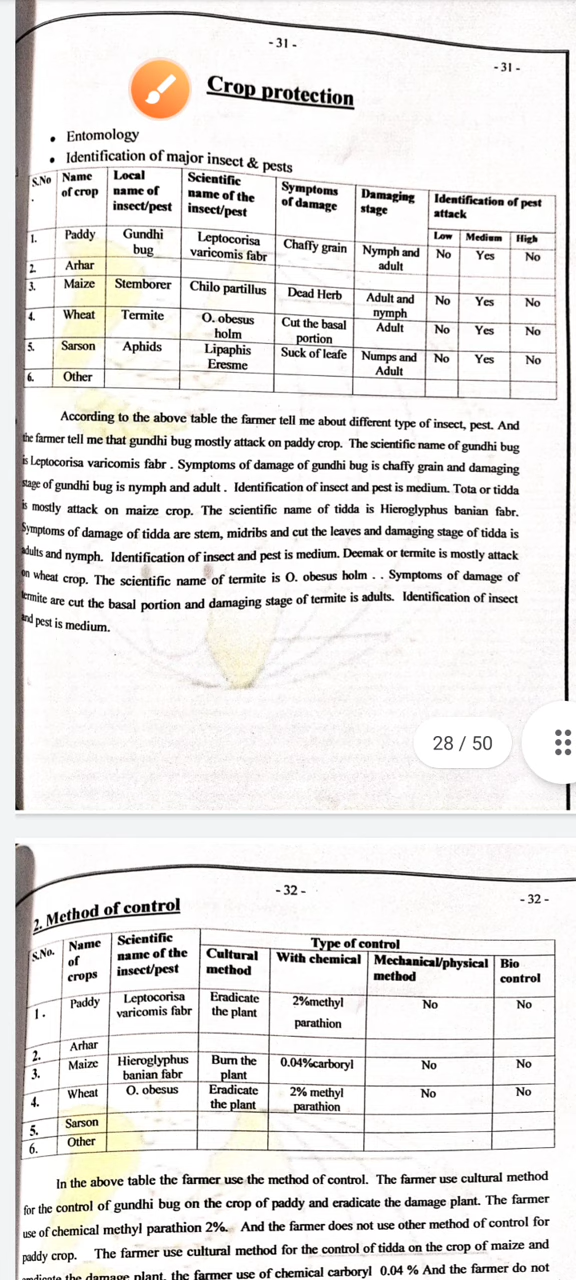 - 31 -
- 31 -
Crop protection
• Entomology
• Identification of major insect & pests
S.No . Name of crop Local name of insect/pest Scientific name of the insect/pest Symptoms of damage Damaging stage Identification of pest attack
Low Medium High
1. Paddy Gundhi bug Leptocorisa varicomis fabr Chaffy grain Nymph and adult No Yes No
2. Arhar
3. Maize Stemborer Chilo partillus Dead Herb Adult and nymph No Yes No
4. Wheat Termite O. obesus holm Cut the basal portion Adult No Yes No
5. Sarson Aphids Lipaphis Eresme Suck of leafe Numps and Adult No Yes No
6. Other
According to the above table the farmer tell me about different type of insect, pest. And
the farmer tell me that gundhi bug mostly attack on paddy crop. The scientific name of gundhi bug
is Leptocorisa varicomis fabr . Symptoms of damage of gundhi bug is chaffy grain and damaging
stage of gundhi bug is nymph and adult . Identification of insect and pest is medium. Tota or tidda
is mostly attack on maize crop. The scientific name of tidda is Hieroglyphus banian fabr.
Symptoms of damage of tidda are stem, midribs and cut the leaves and damaging stage of tidda is
adults and nymph. Identification of insect and pest is medium. Deemak or termite is mostly attack
on wheat crop. The scientific name of termite is O. obesus holm . . Symptoms of damage of
termite are cut the basal portion and damaging stage of termite is adults. Identification of insect
and pest is medium.
28 / 50
- 32 -
- 32 -
2. Method of control
S.No. Name of crops Scientific name of the insect/pest Type of control
Cultural method With chemical Mechanical/physical method Bio control
1. Paddy Leptocorisa varicomis fabr Eradicate the plant 2%methyl parathion No No
2. Arhar
3. Maize Hieroglyphus banian fabr Burn the plant 0.04%carboryl No No
4. Wheat O. obesus Eradicate the plant 2% methyl parathion No No
5. Sarson
6. Other
In the above table the farmer use the method of control. The farmer use cultural method
for the control of gundhi bug on the crop of paddy and eradicate the damage plant. The farmer
use of chemical methyl parathion 2%. And the farmer does not use other method of control for
paddy crop. The farmer use cultural method for the control of tidda on the crop of maize and
the damage plant, the farmer use of chemical carboryl 0.04 % And the farmer do not